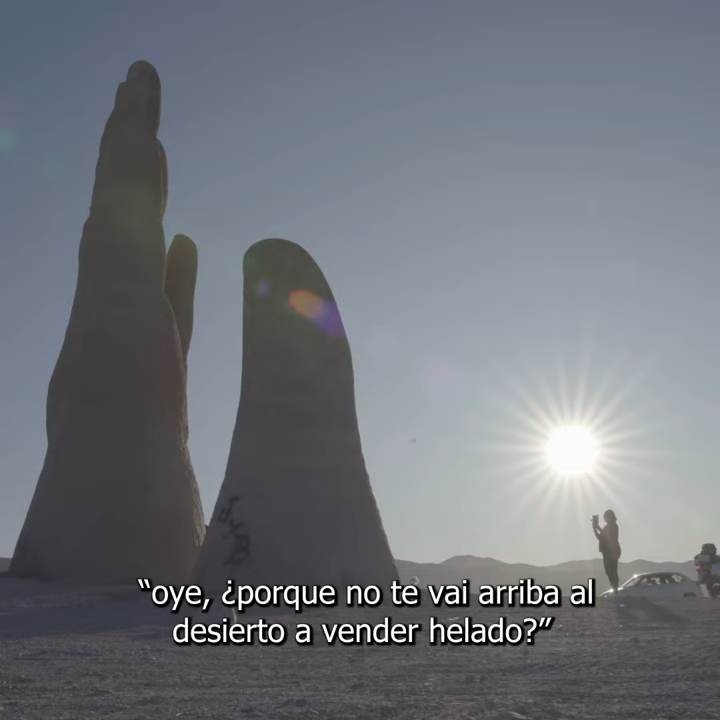 “oye, ¿porque no te vai arriba al
desierto a vender helado?”